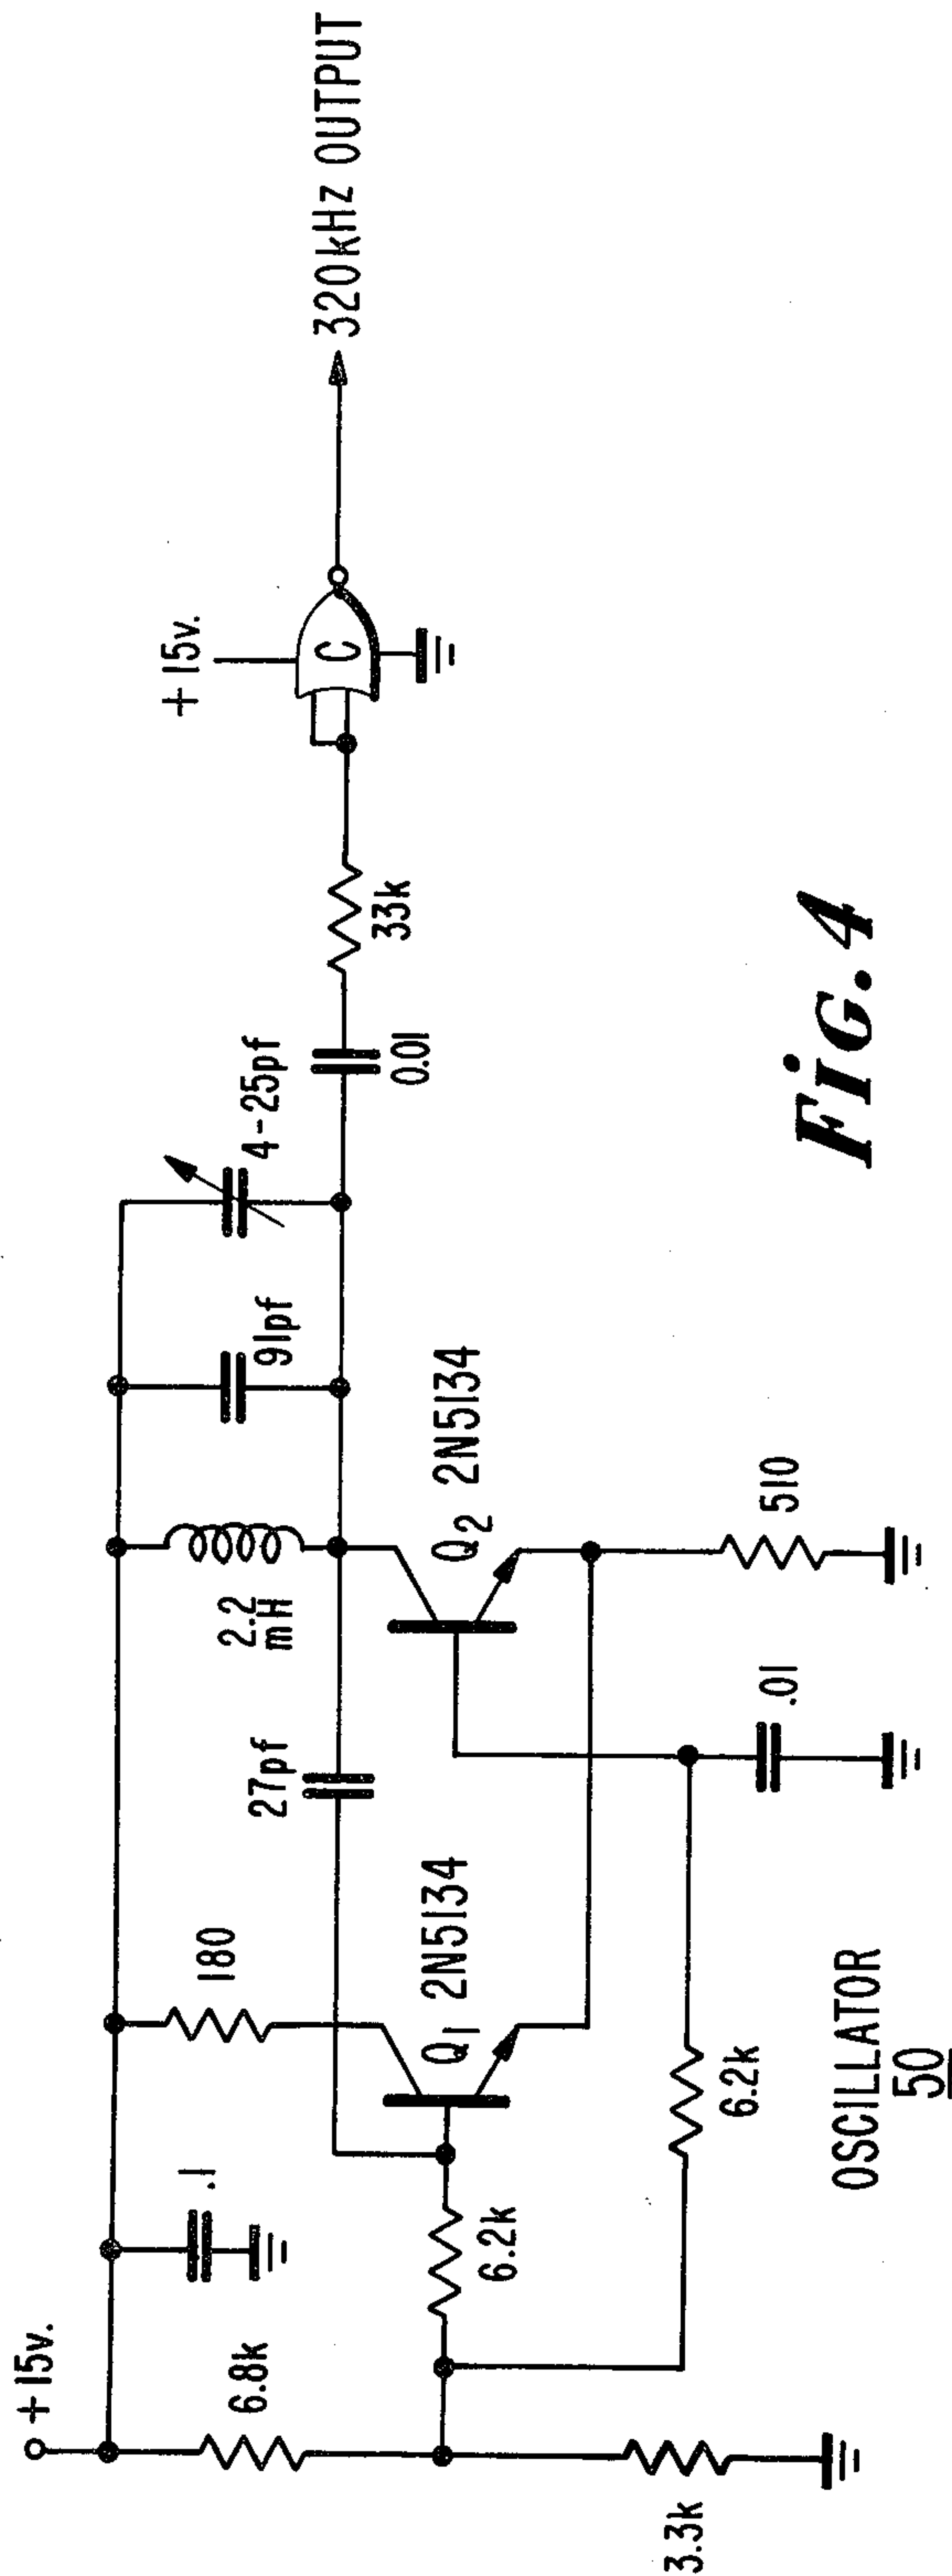 +15v.
6.8k
3.3k
.1
6.2k
180
Q1 2N5134
27pf
6.2k
2.2
mH
Q2 2N5134
.01
510
91pf
4-25pf
0.01
33k
+15v.
C
320kHz OUTPUT
OSCILLATOR
50
FIG.4